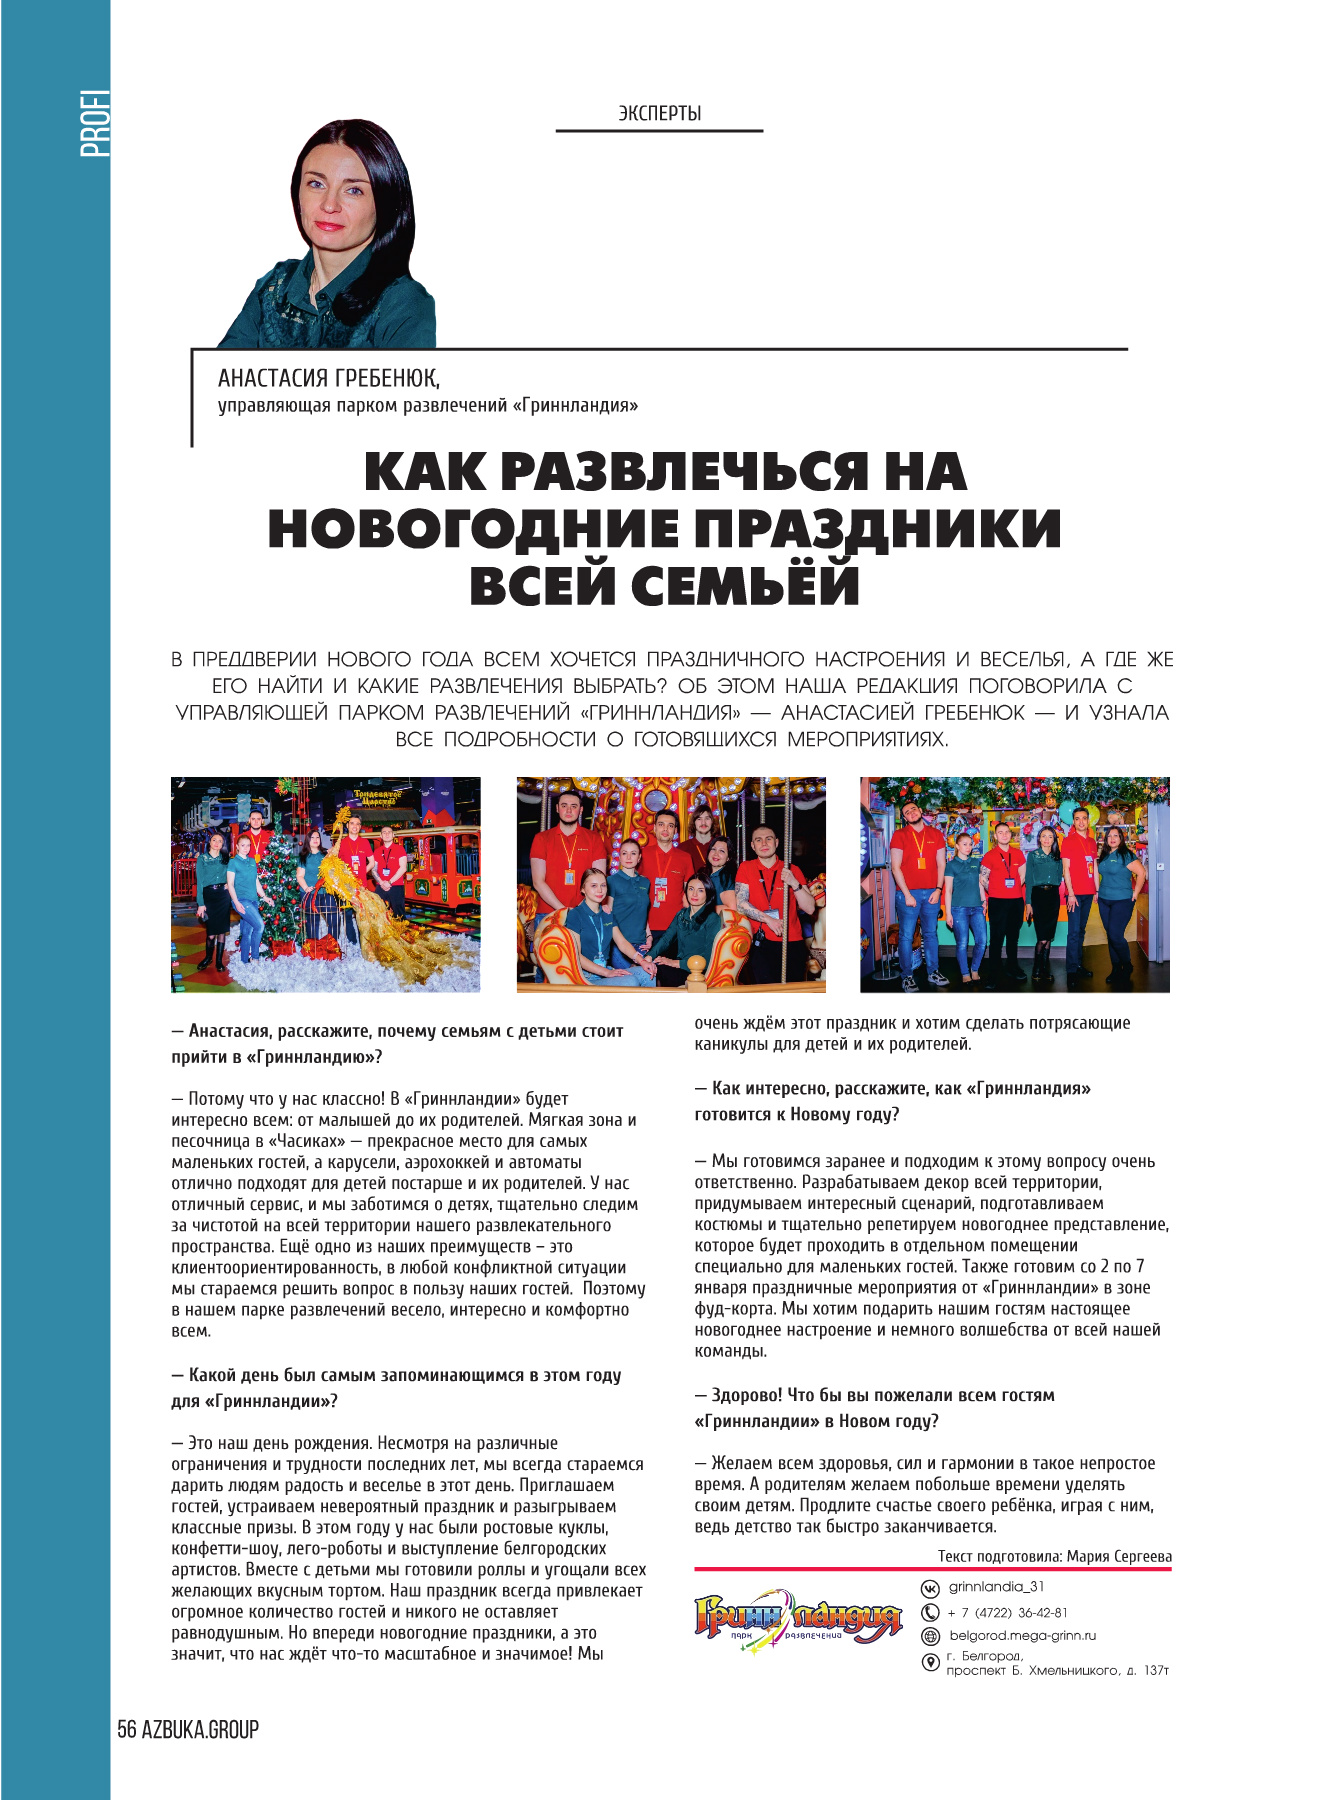 PROFI
ЭКСПЕРТЫ
АНАСТАСИЯ ГРЕБЕНЮК,
управляющая парком развлечений «Гриннландия»
КАК РАЗВЛЕЧЬСЯ НА
НОВОГОДНИЕ ПРАЗДНИКИ
ВСЕЙ СЕМЬЁЙ
В ПРЕДДВЕРИИ НОВОГО ГОДА ВСЕМ ХОЧЕТСЯ ПРАЗДНИЧНОГО НАСТРОЕНИЯ И ВЕСЕЛЬЯ, А ГДЕ ЖЕ
ЕГО НАЙТИ И КАКИЕ РАЗВЛЕЧЕНИЯ ВЫБРАТЬ? ОБ ЭТОМ НАША РЕДАКЦИЯ ПОГОВОРИЛА С
УПРАВЛЯЮЩЕЙ ПАРКОМ РАЗВЛЕЧЕНИЙ «ГРИННЛАНДИЯ» — АНАСТАСИЕЙ ГРЕБЕНЮК — И УЗНАЛА
ВСЕ ПОДРОБНОСТИ О ГОТОВЯЩИХСЯ МЕРОПРИЯТИЯХ.
Тридевятое
Царство
— Анастасия, расскажите, почему семьям с детьми стоит
прийти в «Гриннландию»?
— Потому что у нас классно! В «Гриннландии» будет
интересно всем: от малышей до их родителей. Мягкая зона и
песочница в «Часиках» — прекрасное место для самых
маленьких гостей, а карусели, аэрохоккей и автоматы
отлично подходят для детей постарше и их родителей. У нас
отличный сервис, и мы заботимся о детях, тщательно следим
за чистотой на всей территории нашего развлекательного
пространства. Ещё одно из наших преимуществ – это
клиентоориентированность, в любой конфликтной ситуации
мы стараемся решить вопрос в пользу наших гостей. Поэтому
в нашем парке развлечений весело, интересно и комфортно
всем.
— Какой день был самым запоминающимся в этом году
для «Гриннландии»?
— Это наш день рождения. Несмотря на различные
ограничения и трудности последних лет, мы всегда стараемся
дарить людям радость и веселье в этот день. Приглашаем
гостей, устраиваем невероятный праздник и разыгрываем
классные призы. В этом году у нас были ростовые куклы,
конфетти-шоу, лего-роботы и выступление белгородских
артистов. Вместе с детьми мы готовили роллы и угощали всех
желающих вкусным тортом. Наш праздник всегда привлекает
огромное количество гостей и никого не оставляет
равнодушным. Но впереди новогодние праздники, а это
значит, что нас ждёт что-то масштабное и значимое! Мы
очень ждём этот праздник и хотим сделать потрясающие
каникулы для детей и их родителей.
— Как интересно, расскажите, как «Гриннландия»
готовится к Новому году?
— Мы готовимся заранее и подходим к этому вопросу очень
ответственно. Разрабатываем декор всей территории,
придумываем интересный сценарий, подготавливаем
костюмы и тщательно репетируем новогоднее представление,
которое будет проходить в отдельном помещении
специально для маленьких гостей. Также готовим со 2 по 7
января праздничные мероприятия от «Гриннландии» в зоне
фуд-корта. Мы хотим подарить нашим гостям настоящее
новогоднее настроение и немного волшебства от всей нашей
команды.
— Здорово! Что бы вы пожелали всем гостям
«Гриннландии» в Новом году?
— Желаем всем здоровья, сил и гармонии в такое непростое
время. А родителям желаем побольше времени уделять
своим детям. Продлите счастье своего ребёнка, играя с ним,
ведь детство так быстро заканчивается.
Текст подготовила: Мария Сергеева
Гриннландия
парк развлечений
grinnlandia_31
+ 7 (4722) 36-42-81
belgorod.mega-grinn.ru
г. Белгород,
проспект Б. Хмельницкого, д. 137т
56 AZBUKA.GROUP